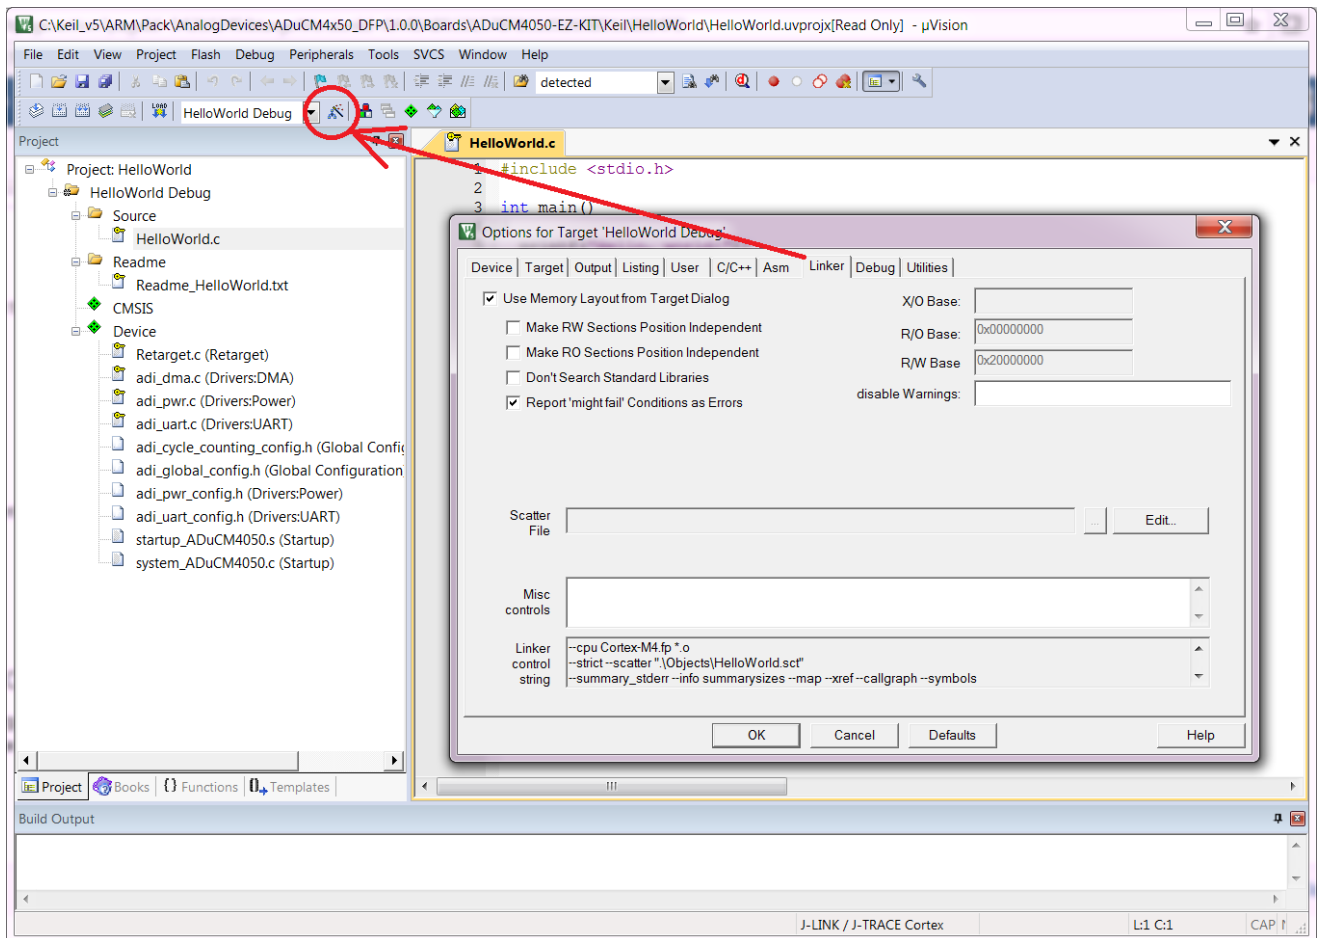 C:\Keil_v5\ARM\Pack\AnalogDevices\ADuCM4x50_DFP\1.0.0\Boards\ADuCM4050-EZ-KIT\Keil\HelloWorld\HelloWorld.uvprojx[Read Only] - µVision
File Edit View Project Flash Debug Peripherals Tools SVCS Window Help
detected
LOAD HelloWorld Debug
Project
HelloWorld.c
Project: HelloWorld
HelloWorld Debug
Source
HelloWorld.c
Readme
Readme_HelloWorld.txt
CMSIS
Device
Retarget.c (Retarget)
adi_dma.c (Drivers:DMA)
adi_pwr.c (Drivers:Power)
adi_uart.c (Drivers:UART)
adi_cycle_counting_config.h (Global Config
adi_global_config.h (Global Configuration
adi_pwr_config.h (Drivers:Power)
adi_uart_config.h (Drivers:UART)
startup_ADuCM4050.s (Startup)
system_ADuCM4050.c (Startup)
Project Books {} Functions Templates
1 #include <stdio.h>
2
3 int main()
Options for Target 'HelloWorld Debug'
Device Target Output Listing User C/C++ Asm Linker Debug Utilities
Use Memory Layout from Target Dialog
Make RW Sections Position Independent
Make RO Sections Position Independent
Don't Search Standard Libraries
Report 'might fail' Conditions as Errors
X/O Base:
R/O Base: 0x00000000
R/W Base 0x20000000
disable Warnings:
Scatter
File
... Edit...
Misc
controls
Linker
control
string
--cpu Cortex-M4.fp *.o
--strict --scatter ".\Objects\HelloWorld.sct"
--summary_stderr --info summarysizes --map --xref --callgraph --symbols
OK Cancel Defaults Help
Build Output
J-LINK / J-TRACE Cortex L:1 C:1 CAP